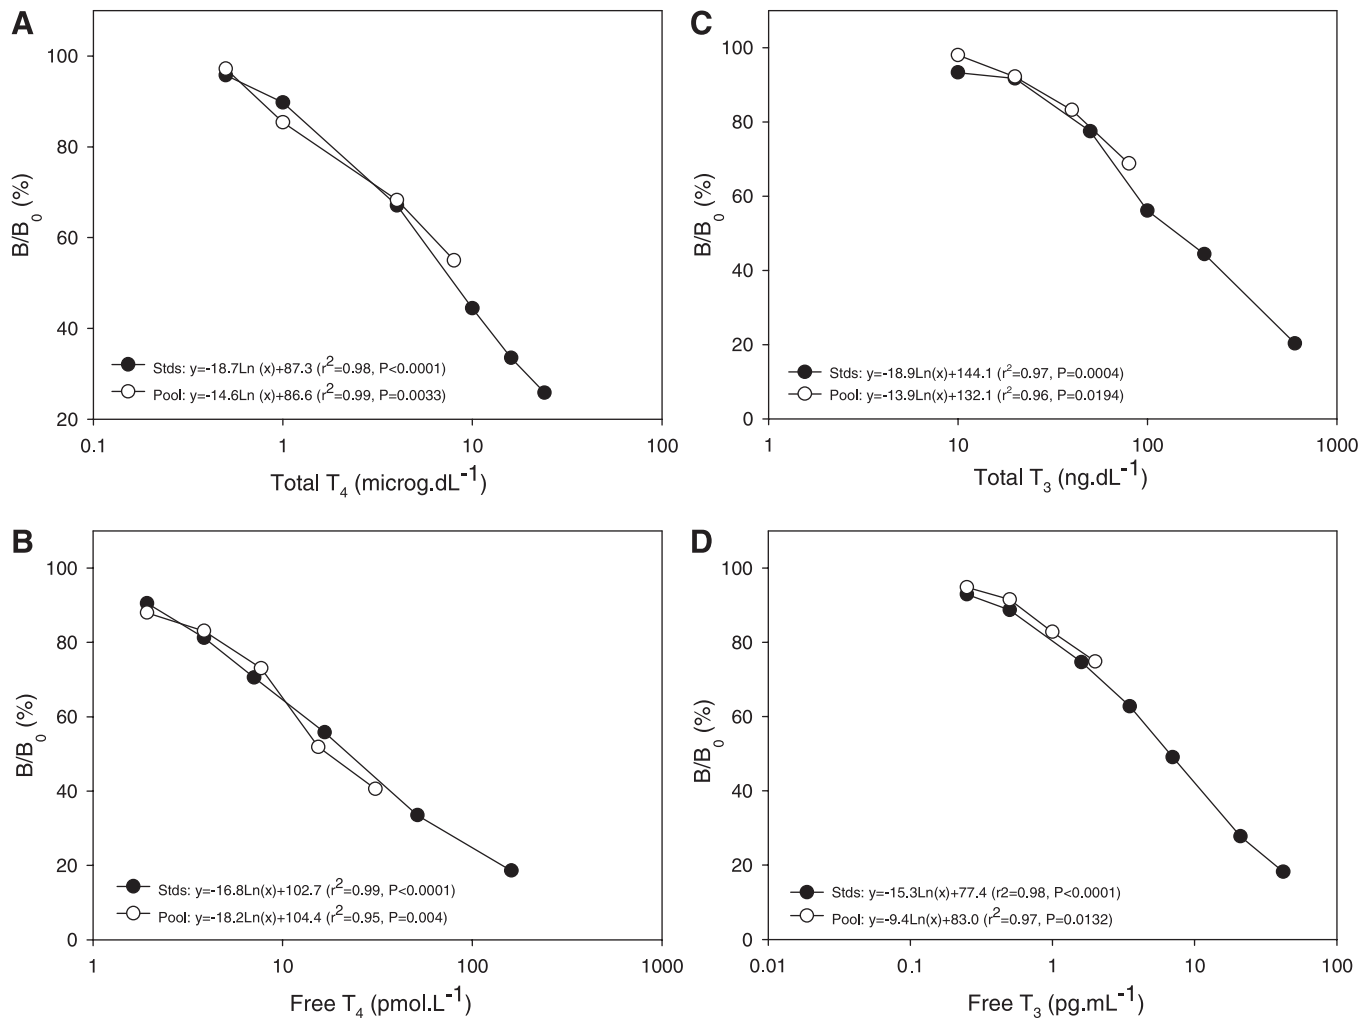 A
100
80
60
40
20
B/B0 (%)
Stds: y=-18.7Ln (x)+87.3 (r2=0.98, P<0.0001)
Pool: y=-14.6Ln (x)+86.6 (r2=0.99, P=0.0033)
0.1 1 10 100
Total T4 (microg.dL-1)
C
100
80
60
40
20
0
B/B0 (%)
Stds: y=-18.9Ln(x)+144.1 (r2=0.97, P=0.0004)
Pool: y=-13.9Ln(x)+132.1 (r2=0.96, P=0.0194)
1 10 100 1000
Total T3 (ng.dL-1)
B
100
80
60
40
20
0
B/B0 (%)
Stds: y=-16.8Ln(x)+102.7 (r2=0.99, P<0.0001)
Pool: y=-18.2Ln(x)+104.4 (r2=0.95, P=0.004)
1 10 100 1000
Free T4 (pmol.L-1)
D
100
80
60
40
20
0
B/B0 (%)
Stds: y=-15.3Ln(x)+77.4 (r2=0.98, P<0.0001)
Pool: y=-9.4Ln(x)+83.0 (r2=0.97, P=0.0132)
0.01 0.1 1 10 100
Free T3 (pg.mL-1)